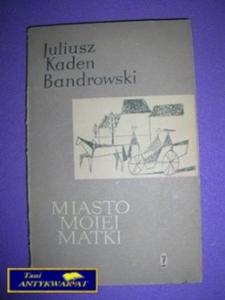 Juliusz
Kaden
Bandrowski
MIASTO
MOJEJ
MATKI
Tani
ANTYKWARIAT